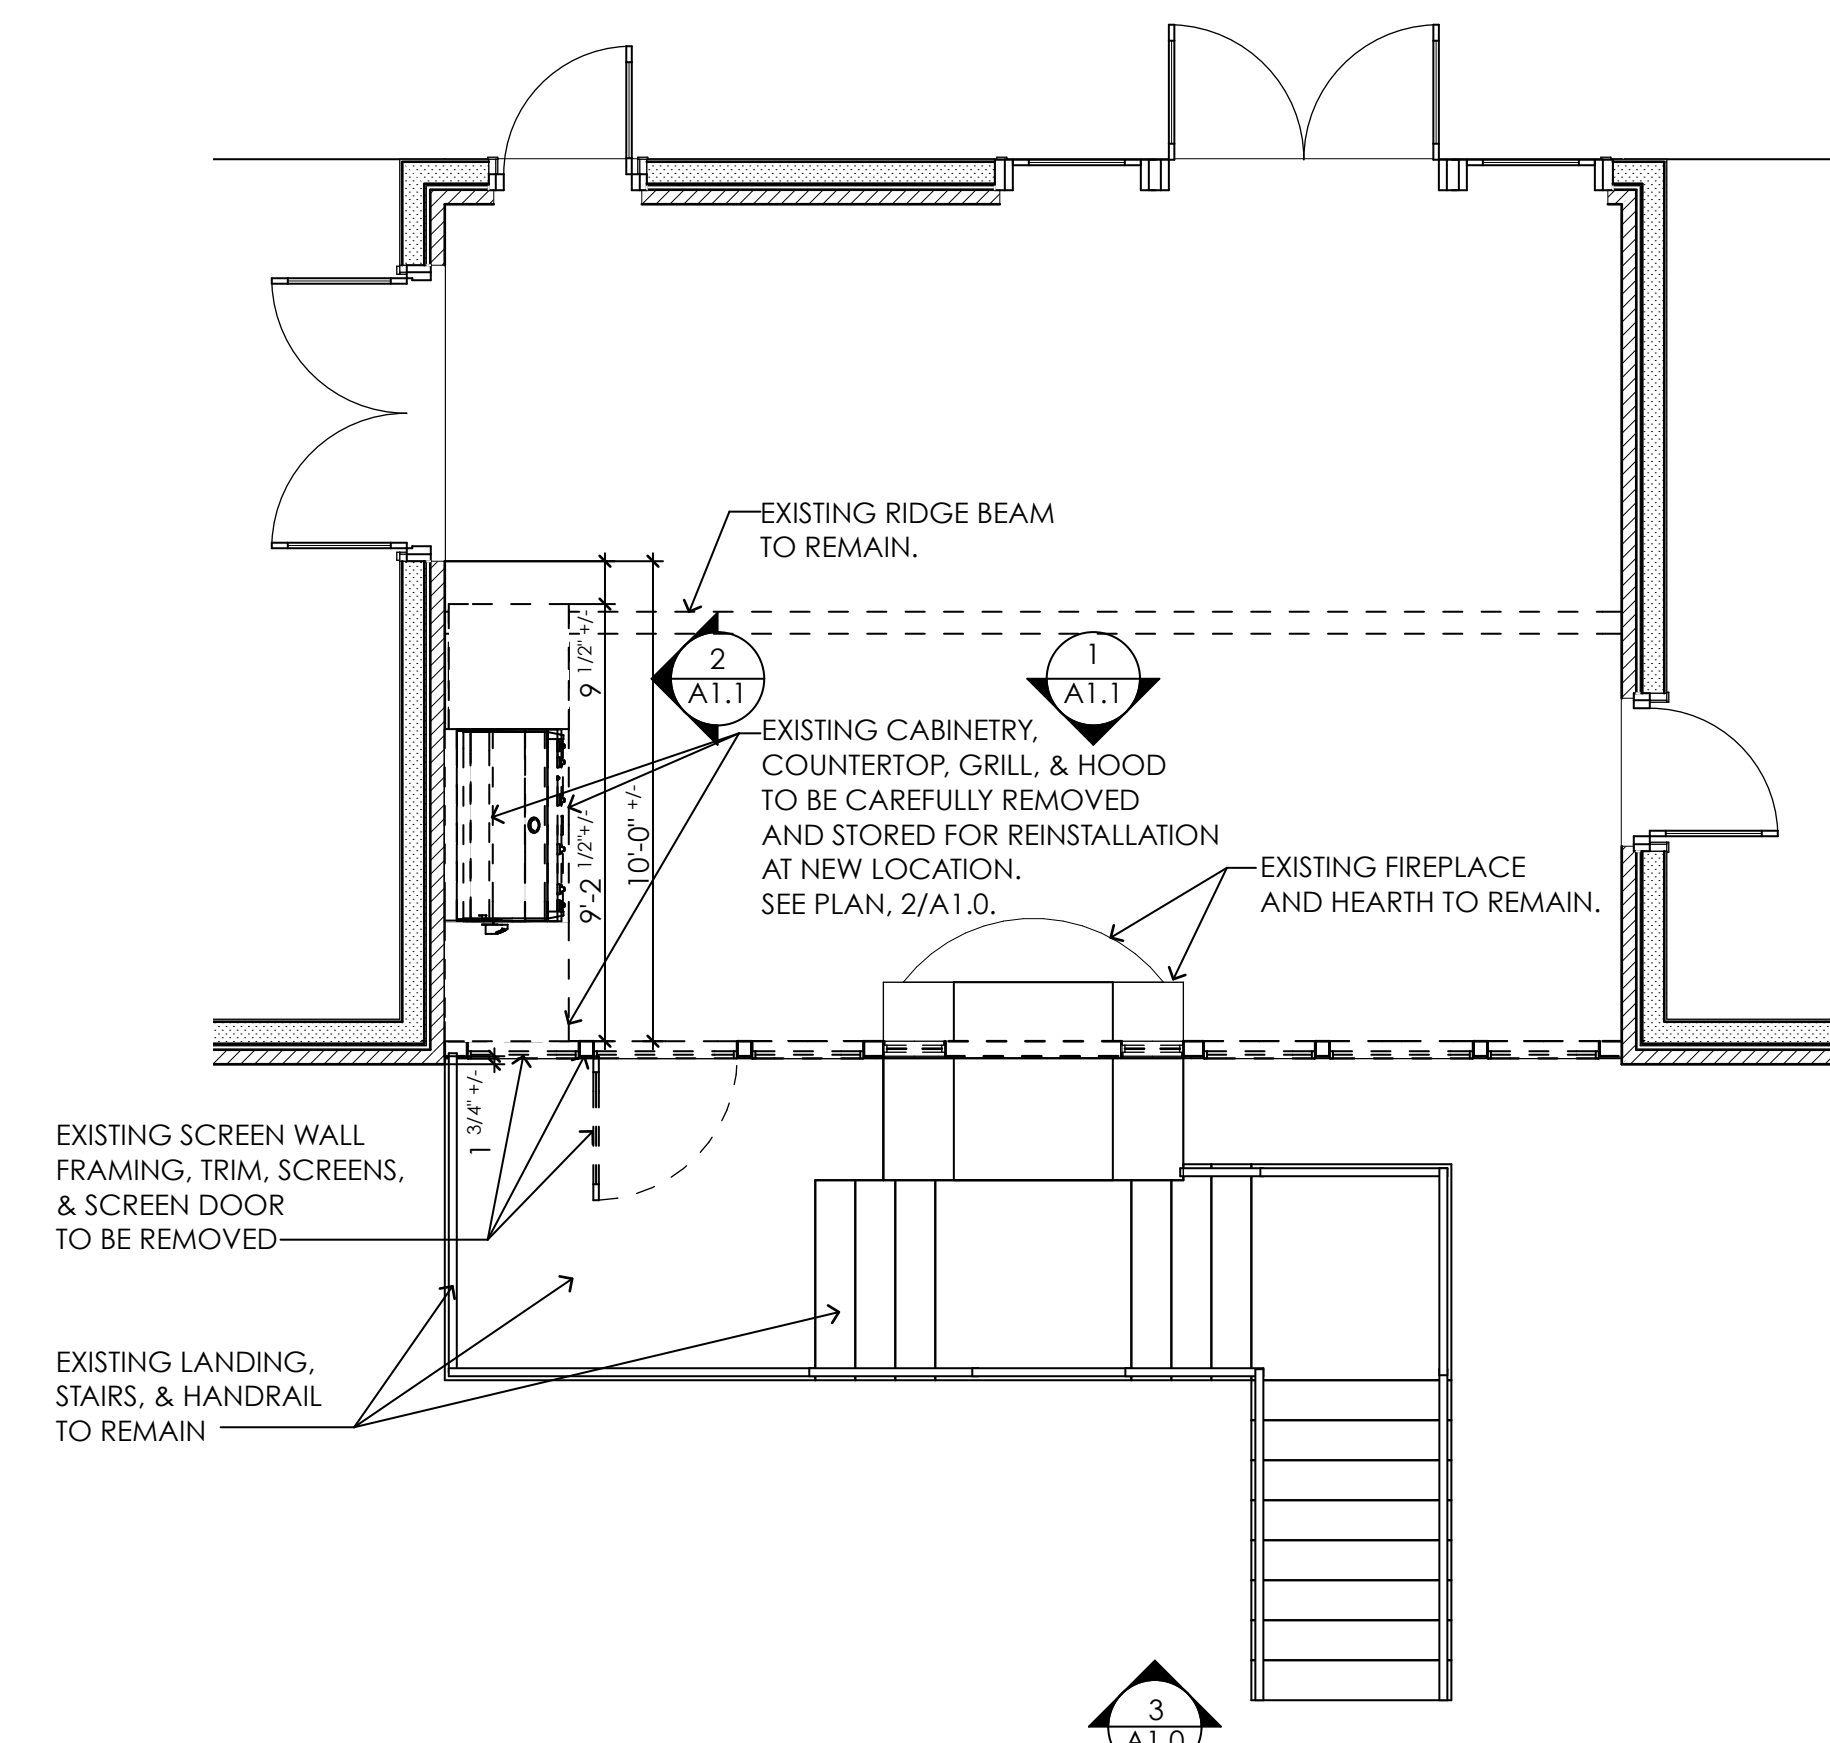 EXISTING RIDGE BEAM
TO REMAIN.
9 1/2" +/-
2
A1.1
1
A1.1
EXISTING CABINETRY,
COUNTERTOP, GRILL, & HOOD
TO BE CAREFULLY REMOVED
AND STORED FOR REINSTALLATION
AT NEW LOCATION.
SEE PLAN, 2/A1.0.
9'-2 1/2"+/-
10'-0" +/-
EXISTING FIREPLACE
AND HEARTH TO REMAIN.
1 3/4" +/-
EXISTING SCREEN WALL
FRAMING, TRIM, SCREENS,
& SCREEN DOOR
TO BE REMOVED
EXISTING LANDING,
STAIRS, & HANDRAIL
TO REMAIN
3
A1.0